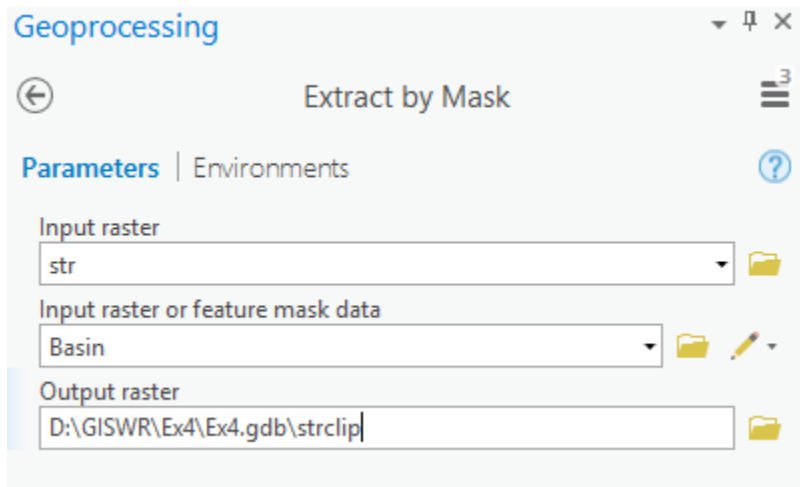 Geoprocessing
Extract by Mask
3
Parameters | Environments
?
Input raster
str
Input raster or feature mask data
Basin
Output raster
D:\GISWR\Ex4\Ex4.gdb\strclip